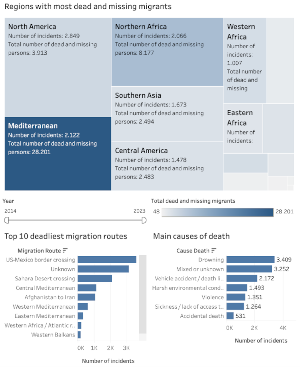 Regions with most dead and missing migrants
North America
Number of incidents: 2.849
Total number of dead and missing
persons: 3.913
Mediterranean
Number of incidents: 2.122
Total number of dead and missing
persons: 28.201
Northern Africa
Number of incidents: 2.066
Total number of dead and missing
persons: 8.177
Southern Asia
Number of incidents: 1.673
Total number of dead and missing
persons: 2.494
Central America
Number of incidents: 1.478
Total number of dead and missing
persons: 2.483
Western
Africa
Number of
incidents:
1.007
Total number
of dead and
missing
Eastern
Africa
Number of
incidents:
Year
2014
2023
Total dead and missing migrants
48
28.201
Top 10 deadliest migration routes
Migration Route
US-Mexico border crossing
Unknown
Sahara Desert crossing
Central Mediterranean
Afghanistan to Iran
Western Mediterranean
Eastern Mediterranean
Western Africa / Atlantic r..
Western Balkans
0K 1K 2K 3K
Number of incidents
Main causes of death
Cause Death
Drowning 3.409
Mixed or unknown 3.252
Vehicle accident / death li.. 2.172
Harsh environmental cond.. 1.493
Violence 1.351
Sickness / lack of access t.. 1.264
Accidental death 531
0K 2K 4K
Number of incidents